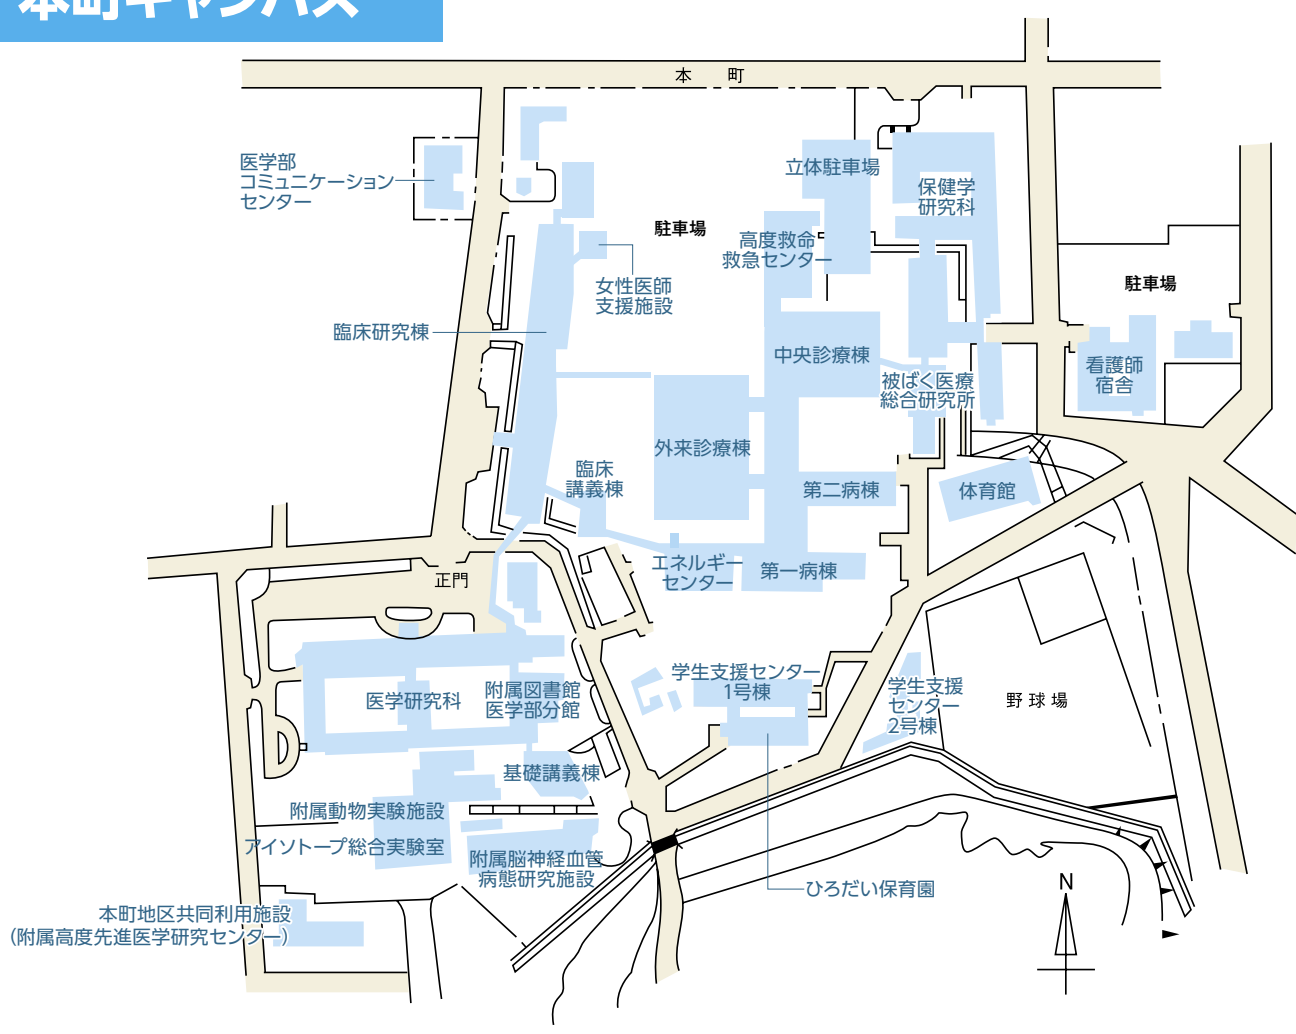 本町キャンパス
本町
医学部
コミュニケーション
センター
立体駐車場
保健学
研究科
駐車場
高度救命
救急センター
女性医師
支援施設
駐車場
臨床研究棟
中央診療棟
看護師
宿舎
被ばく医療
総合研究所
外来診療棟
臨床
講義棟
第二病棟
体育館
エネルギー
センター
第一病棟
正門
学生支援センター
1号棟
医学研究科
附属図書館
医学部分館
学生支援
センター
2号棟
野球場
基礎講義棟
附属動物実験施設
アイソトープ総合実験室
附属脳神経血管
病態研究施設
ひろだい保育園
N
本町地区共同利用施設
(附属高度先進医学研究センター)